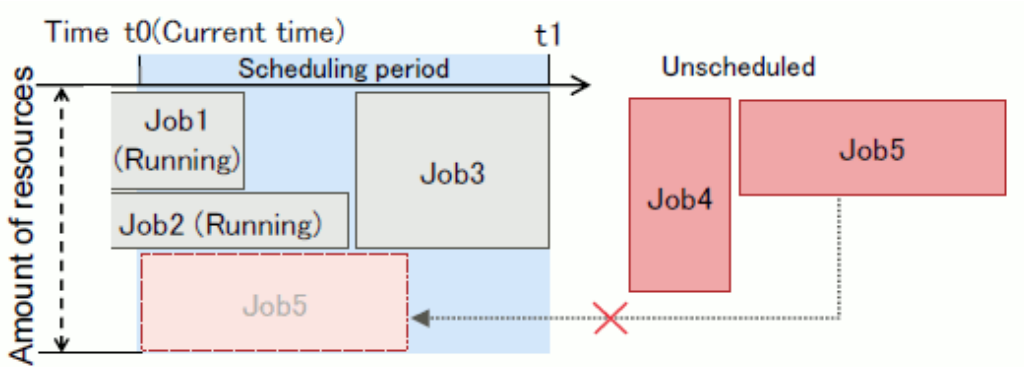 Time t0(Current time)
t1
Scheduling period
Unscheduled
Amount of resources
Job1
(Running)
Job2 (Running)
Job3
Job4
Job5
Job5